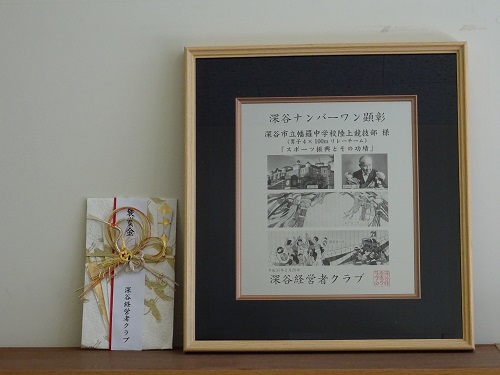 深谷ナンバーワン顕彰
深谷市立幡羅中学校陸上競技部 様
(男子4×100mリレーチーム)
『スポーツ振興とその功績』
深谷経営者クラブ
褒賞金
深谷経営者クラブ